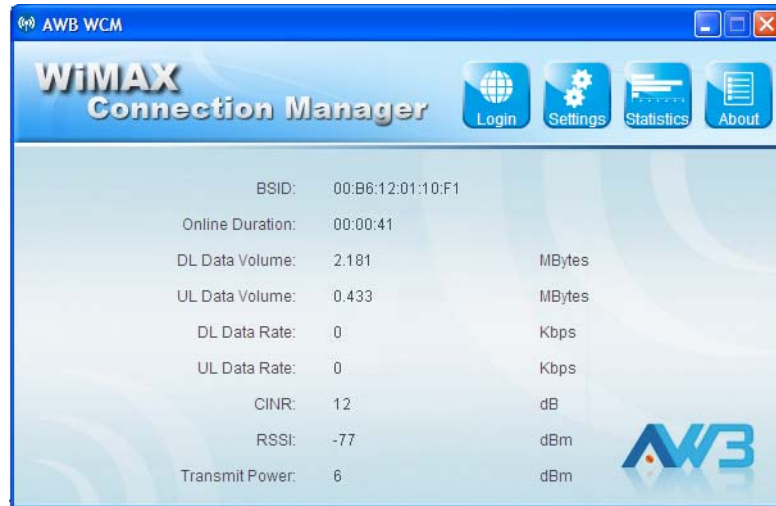 AWB WCM
WiMAX
Connection Manager
Login Settings Statistics About
BSID: 00:B6:12:01:10:F1
Online Duration: 00:00:41
DL Data Volume: 2.181 MBytes
UL Data Volume: 0.433 MBytes
DL Data Rate: 0 Kbps
UL Data Rate: 0 Kbps
CINR: 12 dB
RSSI: -77 dBm
Transmit Power: 6 dBm
AWB